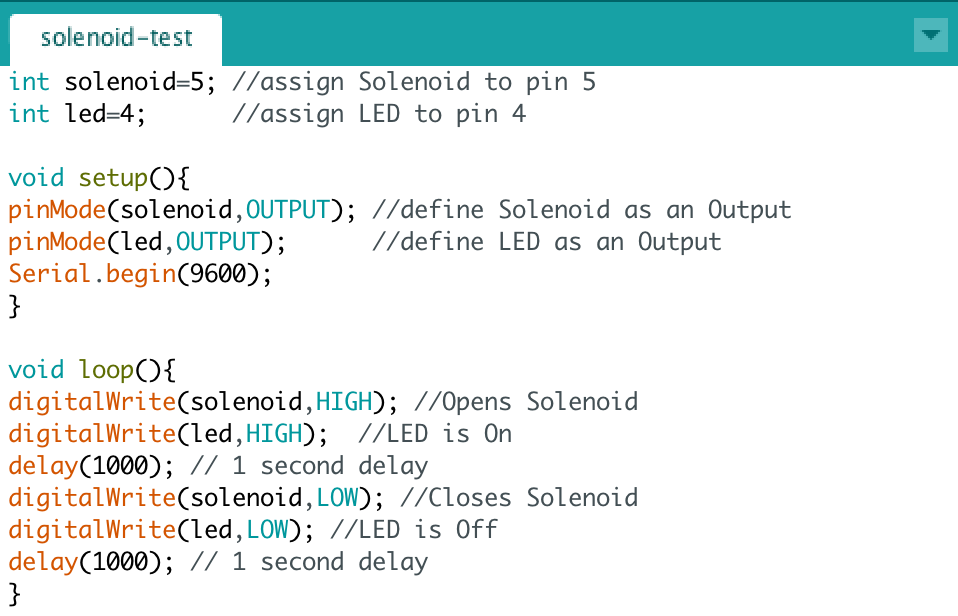 solenoid-test
int solenoid=5; //assign Solenoid to pin 5
int led=4;      //assign LED to pin 4
void setup(){
pinMode(solenoid,OUTPUT); //define Solenoid as an Output
pinMode(led,OUTPUT);      //define LED as an Output
Serial.begin(9600);
}
void loop(){
digitalWrite(solenoid,HIGH); //Opens Solenoid
digitalWrite(led,HIGH);  //LED is On
delay(1000); // 1 second delay
digitalWrite(solenoid,LOW); //Closes Solenoid
digitalWrite(led,LOW); //LED is Off
delay(1000); // 1 second delay
}